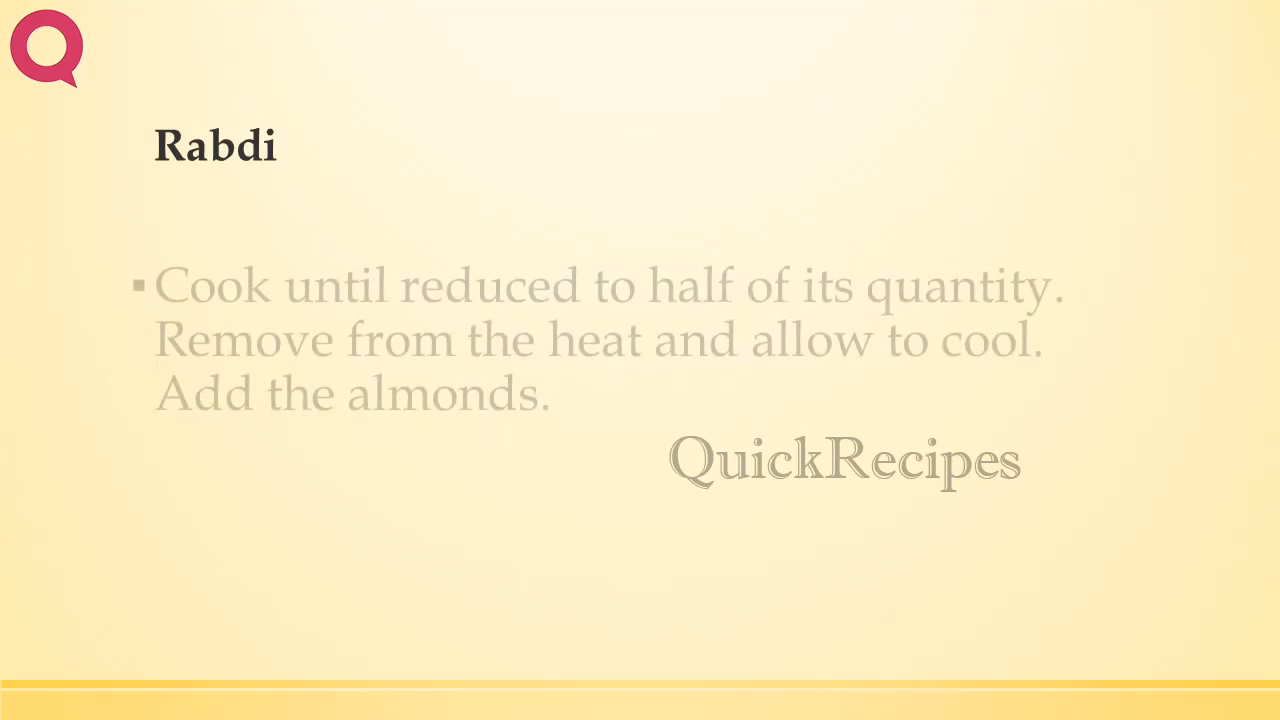 Rabdi
▪ Cook until reduced to half of its quantity.
Remove from the heat and allow to cool.
Add the almonds.
QuickRecipes